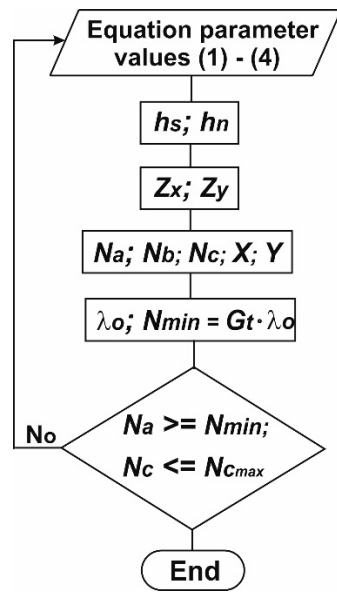 Equation parameter
values (1) - (4)
hs; hn
Zx; Zy
Na; Nb; Nc; X; Y
λo; Nmin = Gt· λo
No
Na >= Nmin;
Nc <= Ncmax
End